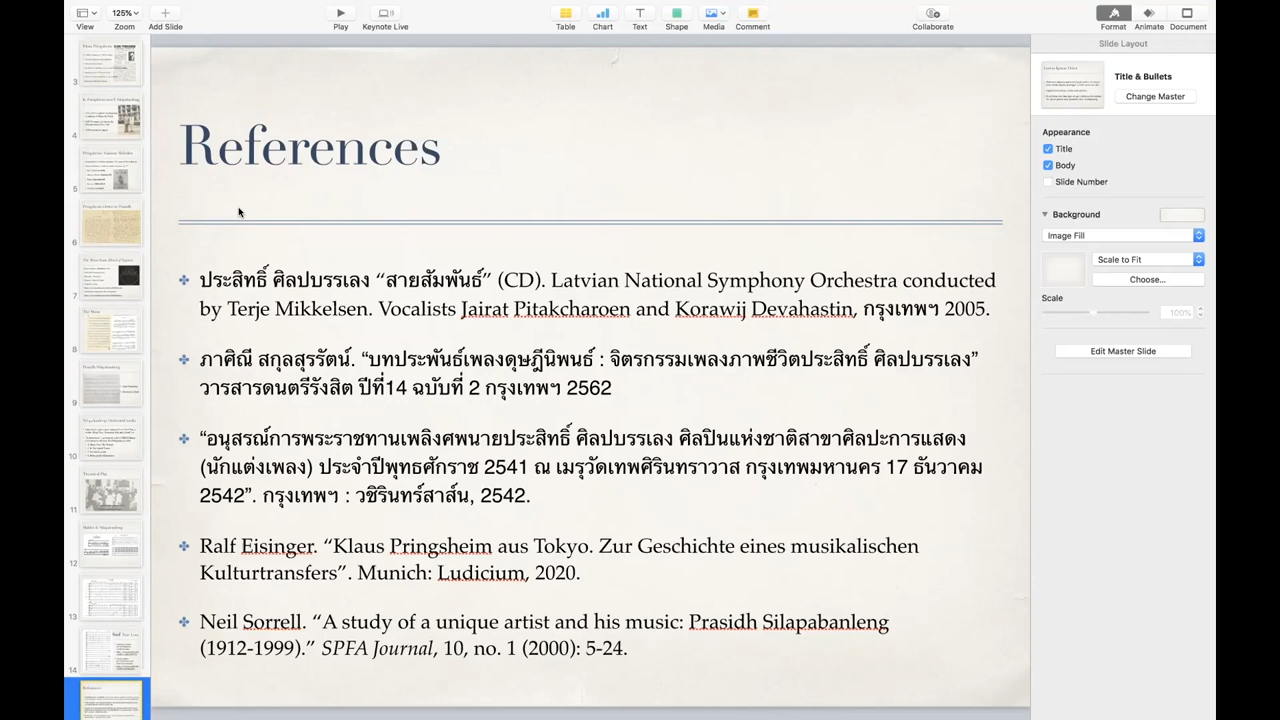 125%
View
Zoom
Add Slide
Play
Keynote Live
Table
Chart
Text
Shape
Media
Comment
Collaborate
Format
Animate
Document
3
4
5
6
7
8
9
10
11
12
13
14
References
ประสิทธิ์ ศิลปบรรเลง “สายสัมพันธ์” (CD), Latvian National Symphony Orchestra conducted
by Terje Mikkelsen, Vocalists Jairat Pitakcharoen and Korawij Devahastin, กรุงเทพฯ 2005.
ภาศิณี สกุลสุรรัตน์. “บทประพันธ์เพลงดุษฎีนิพนธ์ : จิตรกรรมเพลงภาพชีวิตประสิทธิ์ ศิลปบรรเลง”
วารสารดนตรีรังสิต ปีที่14 ฉบับที่ 2 กรุงเทพฯ 2562
“อนุสรณ์การพระราชทานเพลิงศพนายประสิทธิ์ ศิลปบรรเลง ศิลปินแห่งชาติ สาขาศิลปะการแสดง
(นักแต่งเพลง) ประจำปีพุทธศักราช 2541 ณ เมรุวัดเทพศิรินทราวาส กรุงเทพมหานคร 17 ธันวาคม
2542”. กรุงเทพฯ : วชิรินทร์สาส์น, 2542.
Ralf Eisinger. “Klaus Pringsheim aus Tokyo. Zur Geschichte eines musikalischen
Kulturtransfers”. Munich: Ludicium, 2020.
Neil Sorrell. “A study of a unique artist and his music: Prasidh Silapabanleng
(1912-1999).” SPFA Journal, 10, no. 1 (2000): 5-24.
Slide Layout
Title & Bullets
Change Master
Appearance
Title
Body
Slide Number
Background
Image Fill
Scale to Fit
Choose...
Scale
100%
Edit Master Slide